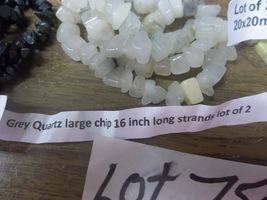 Lot of
20x20m
Grey Quartz large chip 16 inch long strands lot of 2
Lot 75